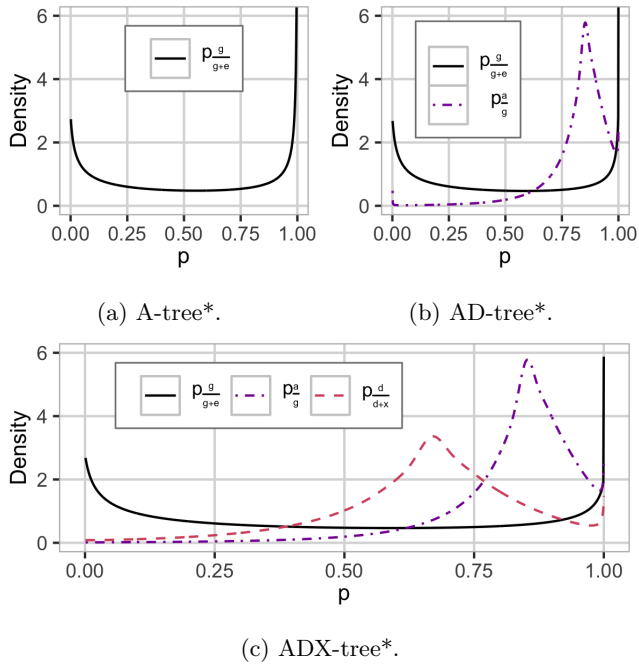 p g/g+e
6
4
2
0
Density
0.00 0.25 0.50 0.75 1.00
p
(a) A-tree*.
p g/g+e
p a/g
6
4
2
0
Density
0.00 0.25 0.50 0.75 1.00
p
(b) AD-tree*.
p g/g+e p a/g p d/d+x
6
4
2
0
Density
0.00 0.25 0.50 0.75 1.00
p
(c) ADX-tree*.